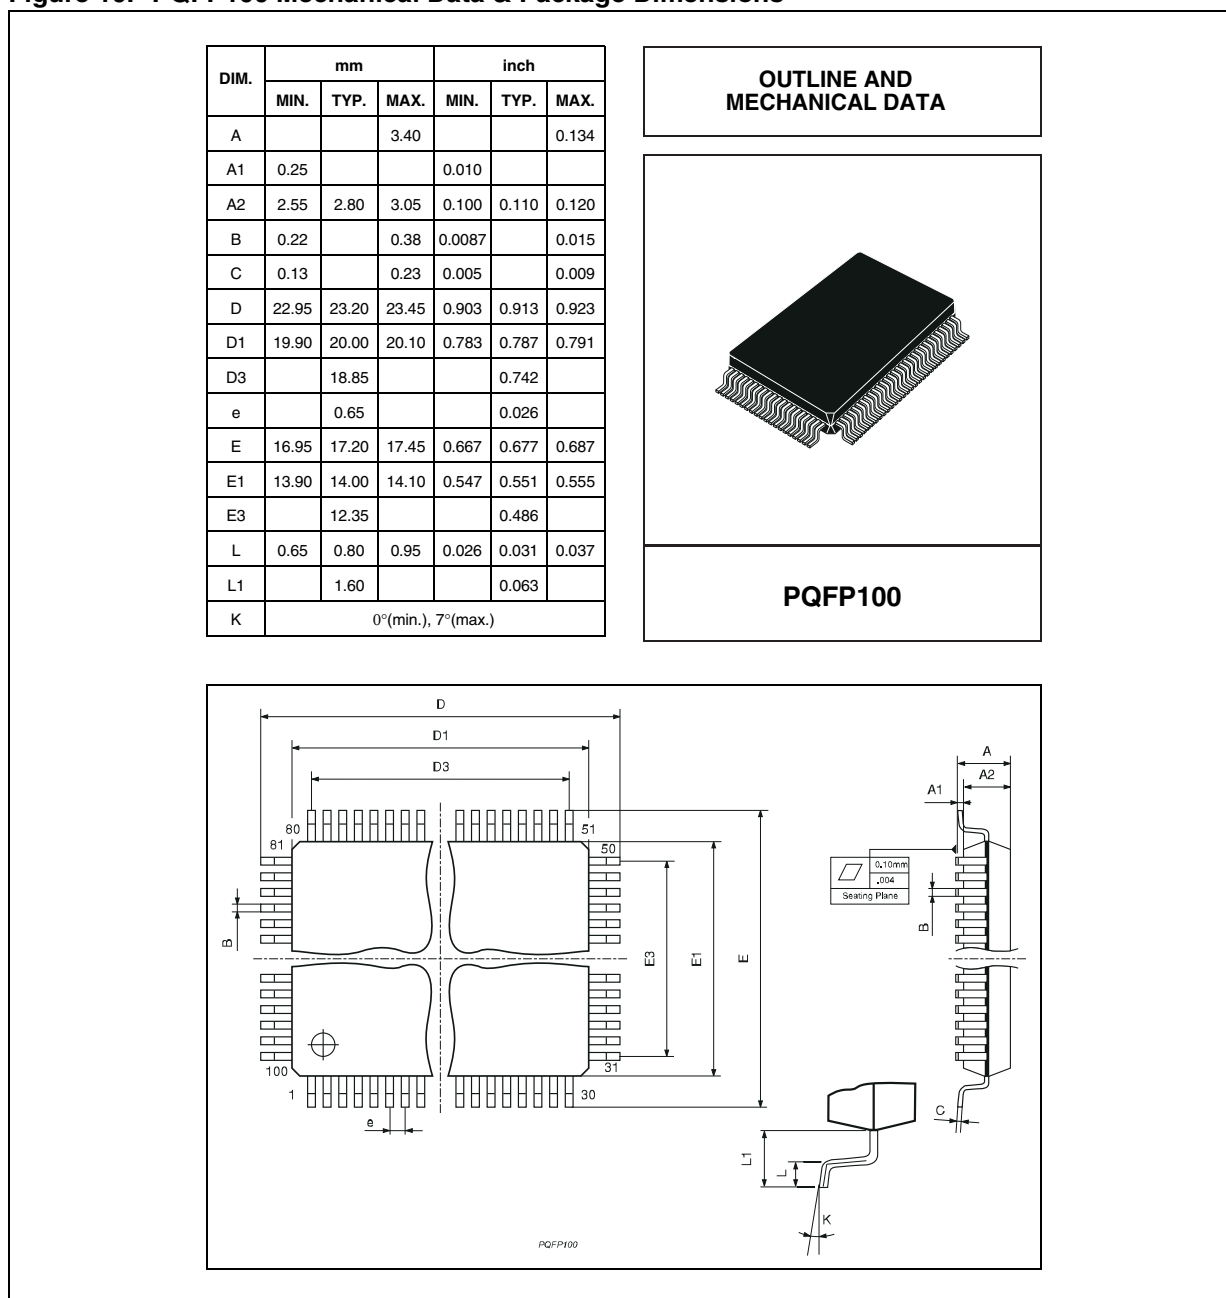 Figure 10. PQFP100 Mechanical Data & Package Dimensions
DIM. mm inch
MIN. TYP. MAX. MIN. TYP. MAX.
A 3.40 0.134
A1 0.25 0.010
A2 2.55 2.80 3.05 0.100 0.110 0.120
B 0.22 0.38 0.0087 0.015
C 0.13 0.23 0.005 0.009
D 22.95 23.20 23.45 0.903 0.913 0.923
D1 19.90 20.00 20.10 0.783 0.787 0.791
D3 18.85 0.742
e 0.65 0.026
E 16.95 17.20 17.45 0.667 0.677 0.687
E1 13.90 14.00 14.10 0.547 0.551 0.555
E3 12.35 0.486
L 0.65 0.80 0.95 0.026 0.031 0.037
L1 1.60 0.063
K 0°(min.), 7°(max.)
OUTLINE AND
MECHANICAL DATA
PQFP100
D
D1
D3
A
A2
A1
80
51
81
50
0.10mm
.004
Seating Plane
B
B
E3
E1
E
100
31
1
30
e
C
L1
L
K
PQFP100